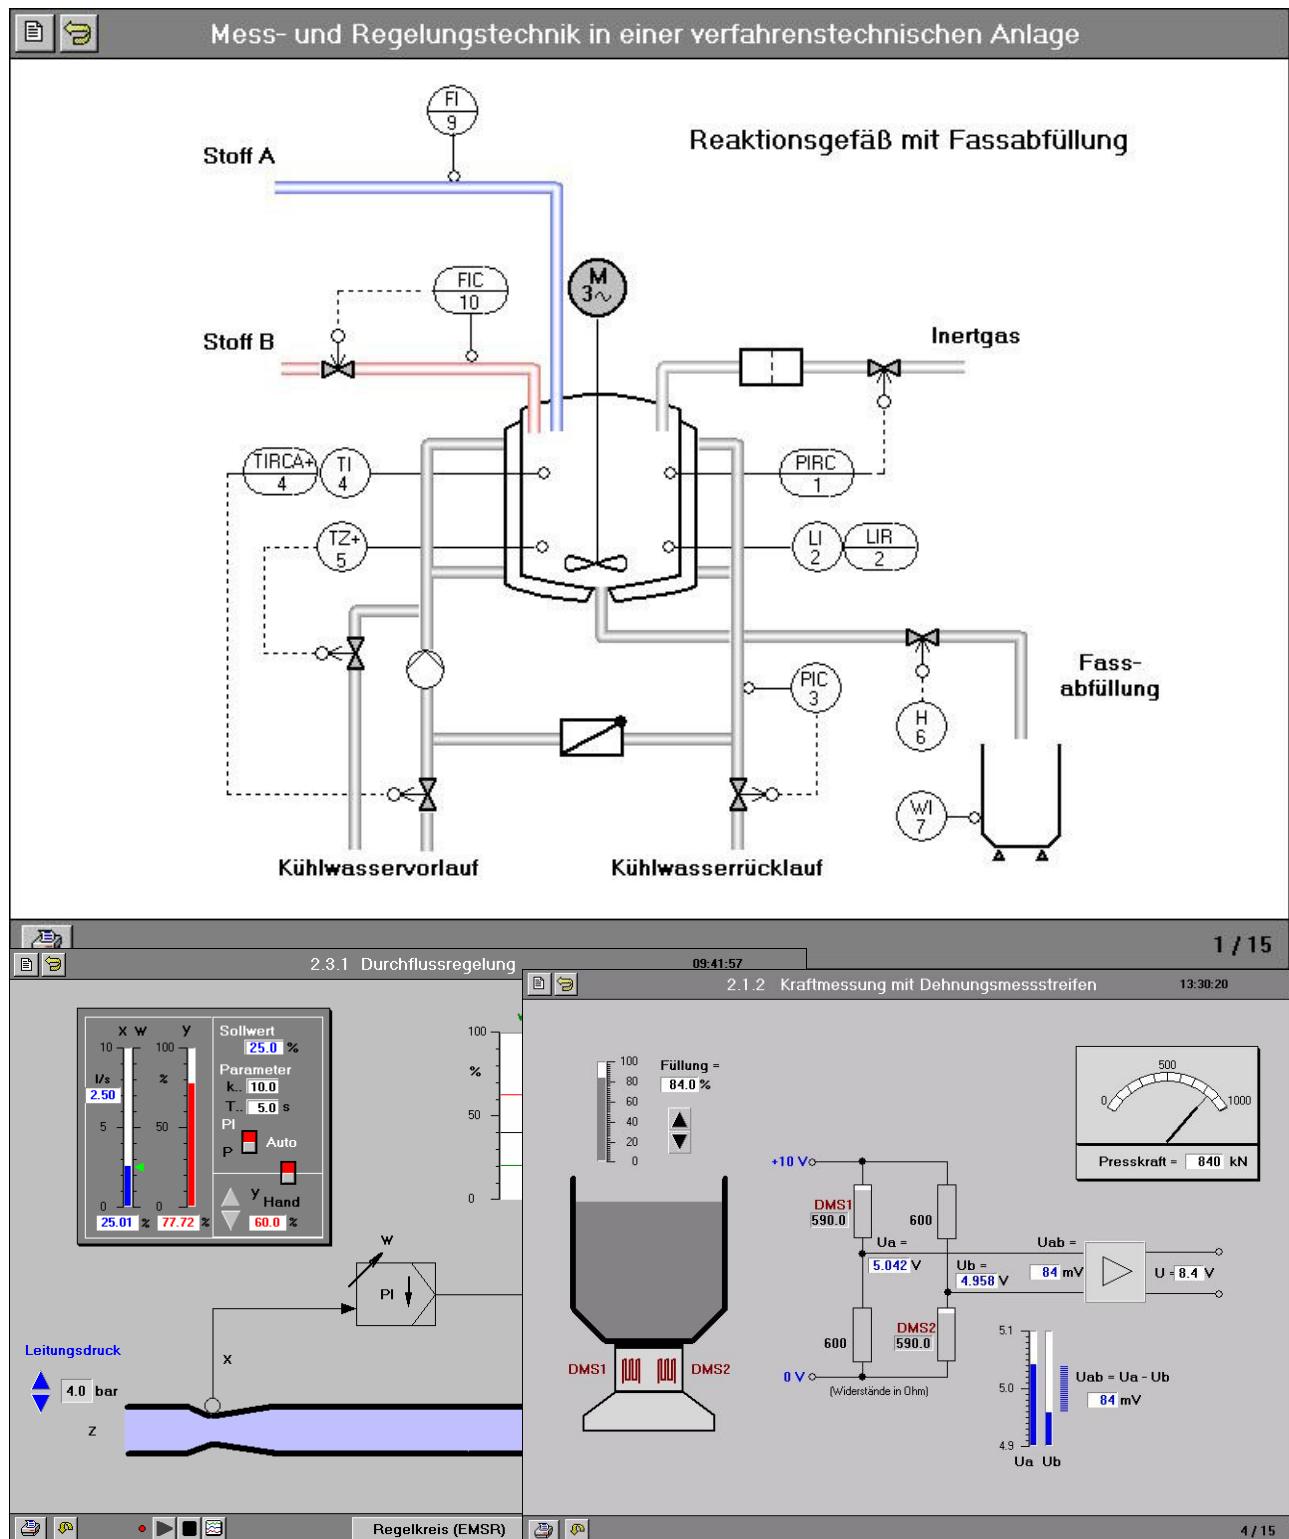 Mess- und Regelungstechnik in einer verfahrenstechnischen Anlage
FI
9
Reaktionsgefäß mit Fassabfüllung
Stoff A
M
3∿
FIC
10
Stoff B
Inertgas
TIRCA+
4
TI
4
PIRC
1
TZ+
5
LI
2
LIR
2
PIC
3
Fass-
abfüllung
H
6
WI
7
Kühlwasservorlauf
Kühlwasserrücklauf
1 / 15
2.3.1 Durchflussregelung
09:41:57
x w
y
10
100
l/s
%
2.50
5
50
0
0
25.01 %
77.72 %
Sollwert
25.0 %
Parameter
k.. 10.0
T.. 5.0 s
PI
P
Auto
y
Hand
60.0 %
100
%
50
0
w
PI
x
Leitungsdruck
4.0 bar
z
Regelkreis (EMSR)
2.1.2 Kraftmessung mit Dehnungsmessstreifen
13:30:20
100
80
60
40
20
0
Füllung =
84.0 %
0
500
1000
Presskraft = 840 kN
+10 V
DMS1
590.0
600
Ua =
5.042 V
Ub =
4.958 V
Uab =
84 mV
U = 8.4 V
600
DMS2
590.0
0 V
(Widerstände in Ohm)
DMS1
DMS2
5.1
5.0
4.9
Ua Ub
Uab = Ua - Ub
84 mV
4 / 15